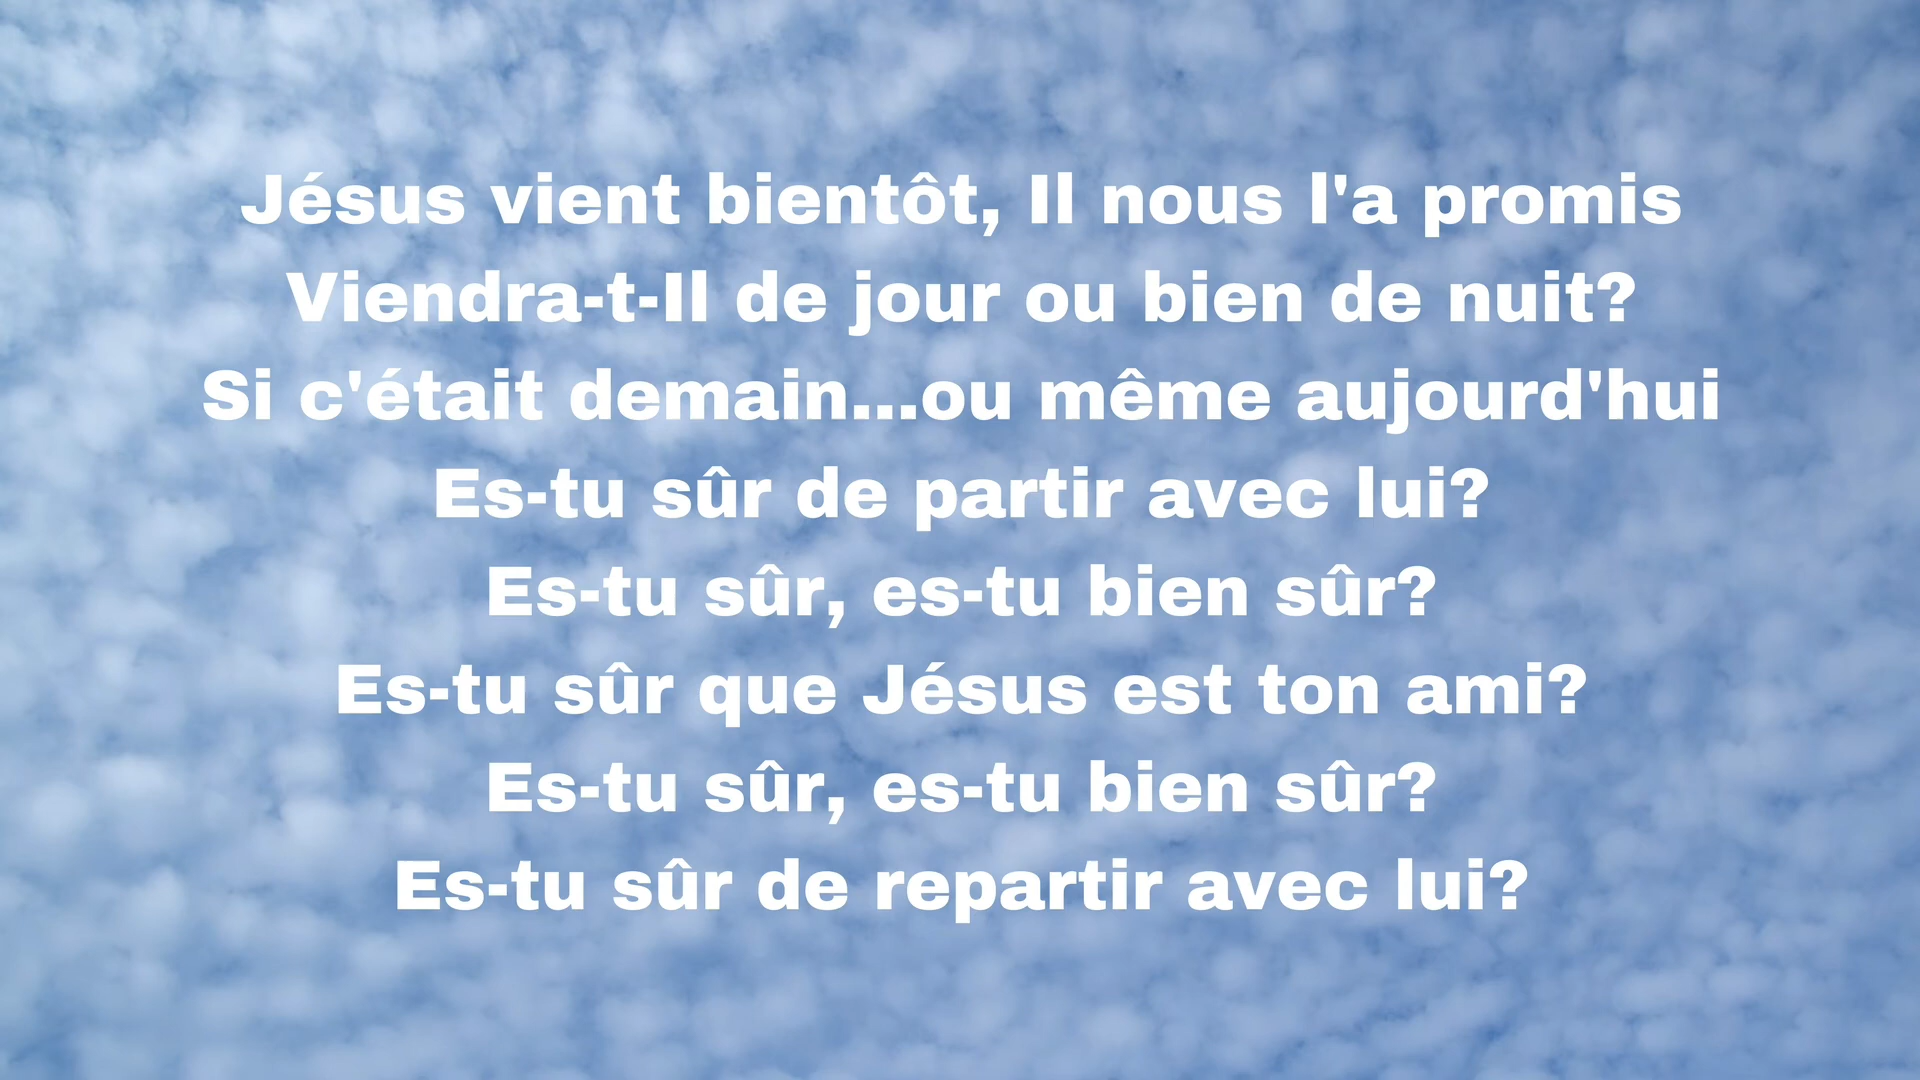 Jésus vient bientôt, Il nous l'a promis
Viendra-t-Il de jour ou bien de nuit?
Si c'était demain...ou même aujourd'hui
Es-tu sûr de partir avec lui?
Es-tu sûr, es-tu bien sûr?
Es-tu sûr que Jésus est ton ami?
Es-tu sûr, es-tu bien sûr?
Es-tu sûr de repartir avec lui?